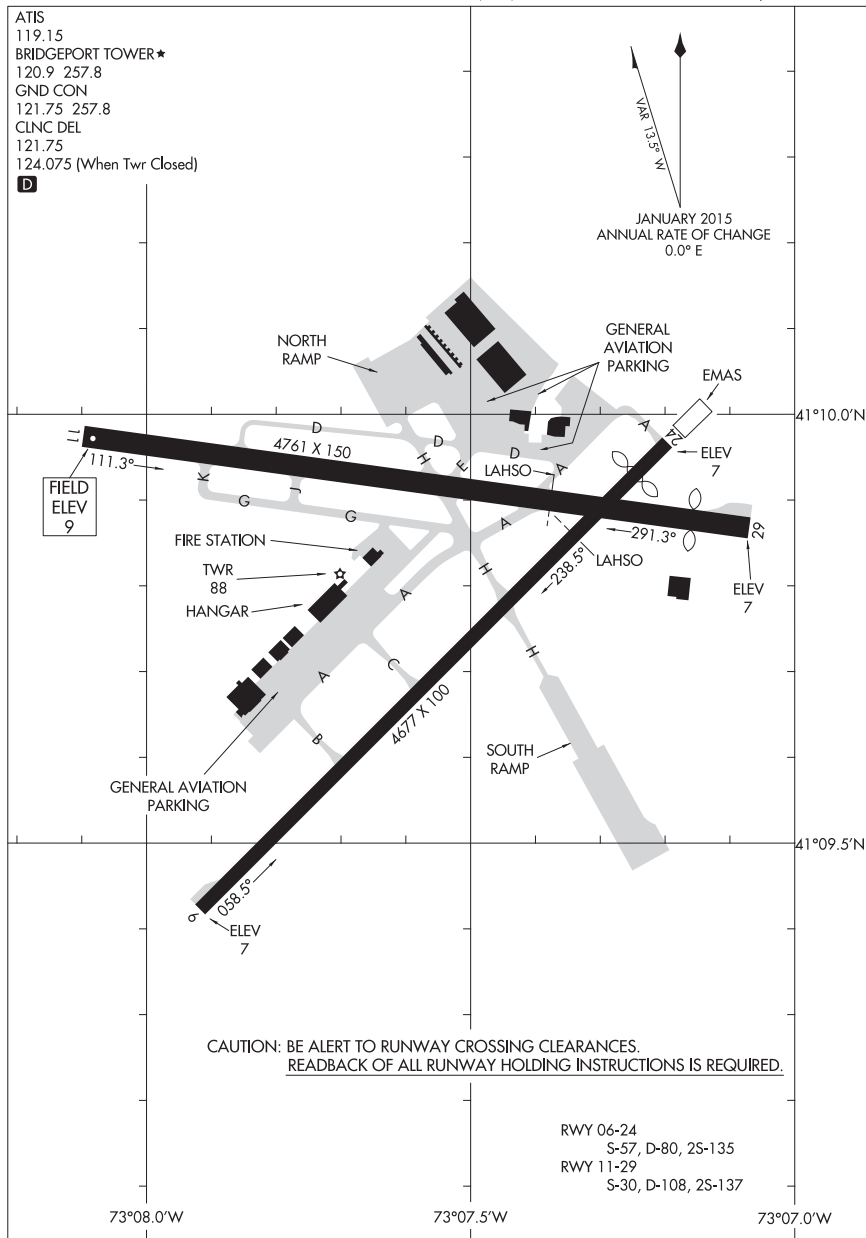 ATIS
119.15
BRIDGEPORT TOWER★
120.9 257.8
GND CON
121.75 257.8
CLNC DEL
121.75
124.075 (When Twr Closed)
D
VAR 13.5° W
JANUARY 2015
ANNUAL RATE OF CHANGE
0.0° E
NORTH
RAMP
GENERAL
AVIATION
PARKING
EMAS
41°10.0'N
11
111.3°
4761 X 150
D
D
D
H
E
A
A
A
24
ELEV
7
LAHSO
FIELD
ELEV
9
K
G
J
G
FIRE STATION
TWR
88
HANGAR
LAHSO
291.3°
29
238.5°
ELEV
7
H
H
A
A
C
B
4677 X 100
SOUTH
RAMP
GENERAL AVIATION
PARKING
41°09.5'N
058.5°
6
ELEV
7
CAUTION: BE ALERT TO RUNWAY CROSSING CLEARANCES.
READBACK OF ALL RUNWAY HOLDING INSTRUCTIONS IS REQUIRED.
RWY 06-24
S-57, D-80, 2S-135
RWY 11-29
S-30, D-108, 2S-137
73°08.0'W
73°07.5'W
73°07.0'W